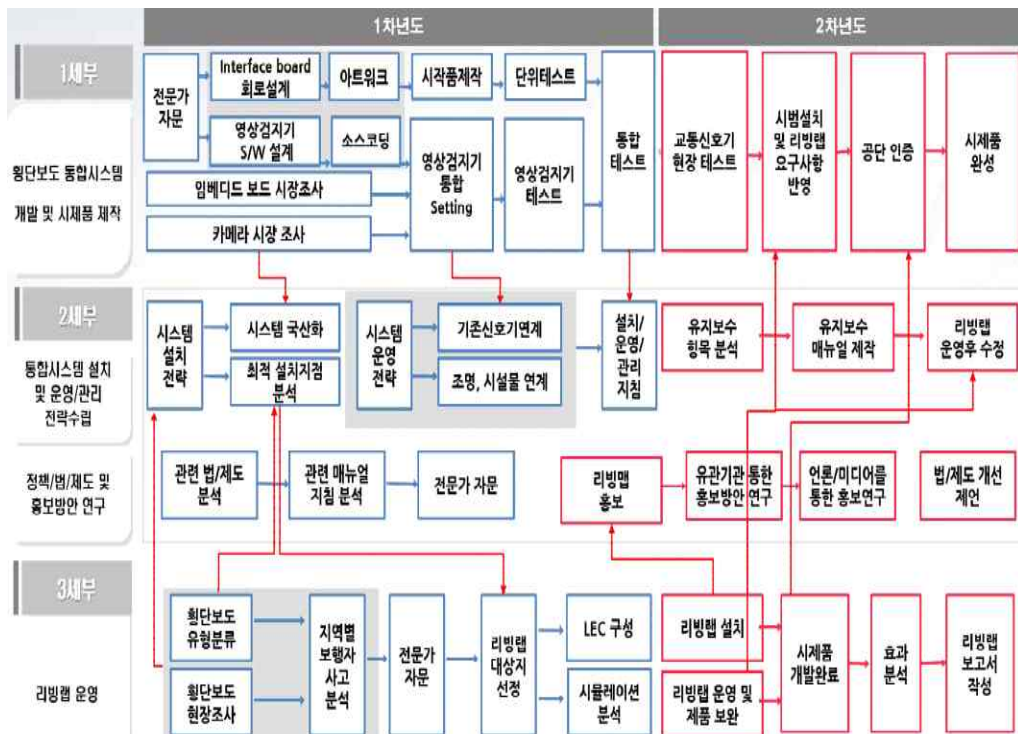 1차년도
2차년도
1세부
횡단보도 통합시스템
개발 및 시제품 제작
전문가
자문
Interface board
회로설계
아트워크
시작품제작
단위테스트
영상검지기
S/W 설계
소스코딩
영상검지기
통합
Setting
영상검지기
테스트
통합
테스트
임베디드 보드 시장조사
카메라 시장 조사
교통신호기
현장 테스트
시범설치
및 리빙랩
요구사항
반영
공단 인증
시제품
완성
2세부
통합시스템 설치
및 운영/관리
전략수립
시스템
설치
전략
시스템 국산화
최적 설치지점
분석
시스템
운영
전략
기존신호기연계
조명, 시설물 연계
설치/
운영/
관리
지침
유지보수
항목 분석
유지보수
매뉴얼 제작
리빙랩
운영후 수정
정책/법/제도 및
홍보방안 연구
관련 법/제도
분석
관련 매뉴얼
지침 분석
전문가 자문
리빙맵
홍보
유관기관 통한
홍보방안 연구
언론/미디어를
통한 홍보연구
법/제도 개선
제언
3세부
리빙랩 운영
횡단보도
유형분류
횡단보도
현장조사
지역별
보행자
사고
분석
전문가
자문
리빙랩
대상지
선정
LEC 구성
시뮬레이션
분석
리빙랩 설치
리빙랩 운영 및
제품 보완
시제품
개발완료
효과
분석
리빙랩
보고서
작성